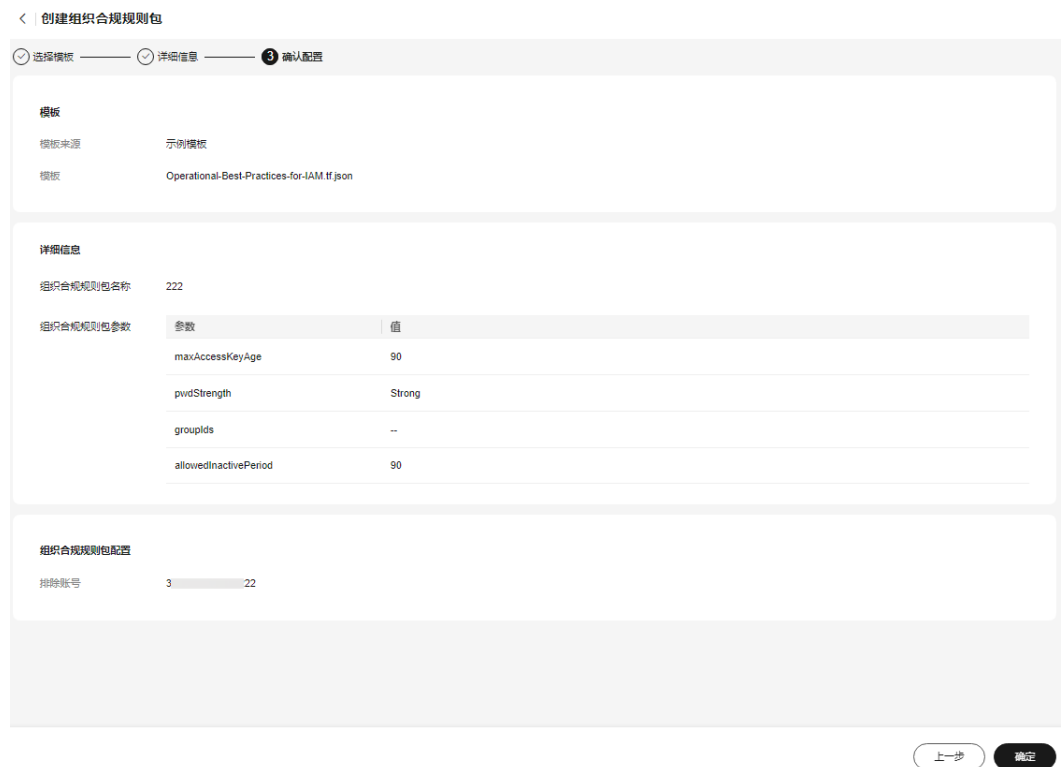 创建组织合规规则包
选择模板 详细信息 3 确认配置
模板
模板来源 示例模板
模板 Operational-Best-Practices-for-IAM.tf.json
详细信息
组织合规规则包名称 222
组织合规规则包参数 参数 值
maxAccessKeyAge 90
pwdStrength Strong
groupIds --
allowedInactivePeriod 90
组织合规规则包配置
排除账号 3 22
上一步 确定